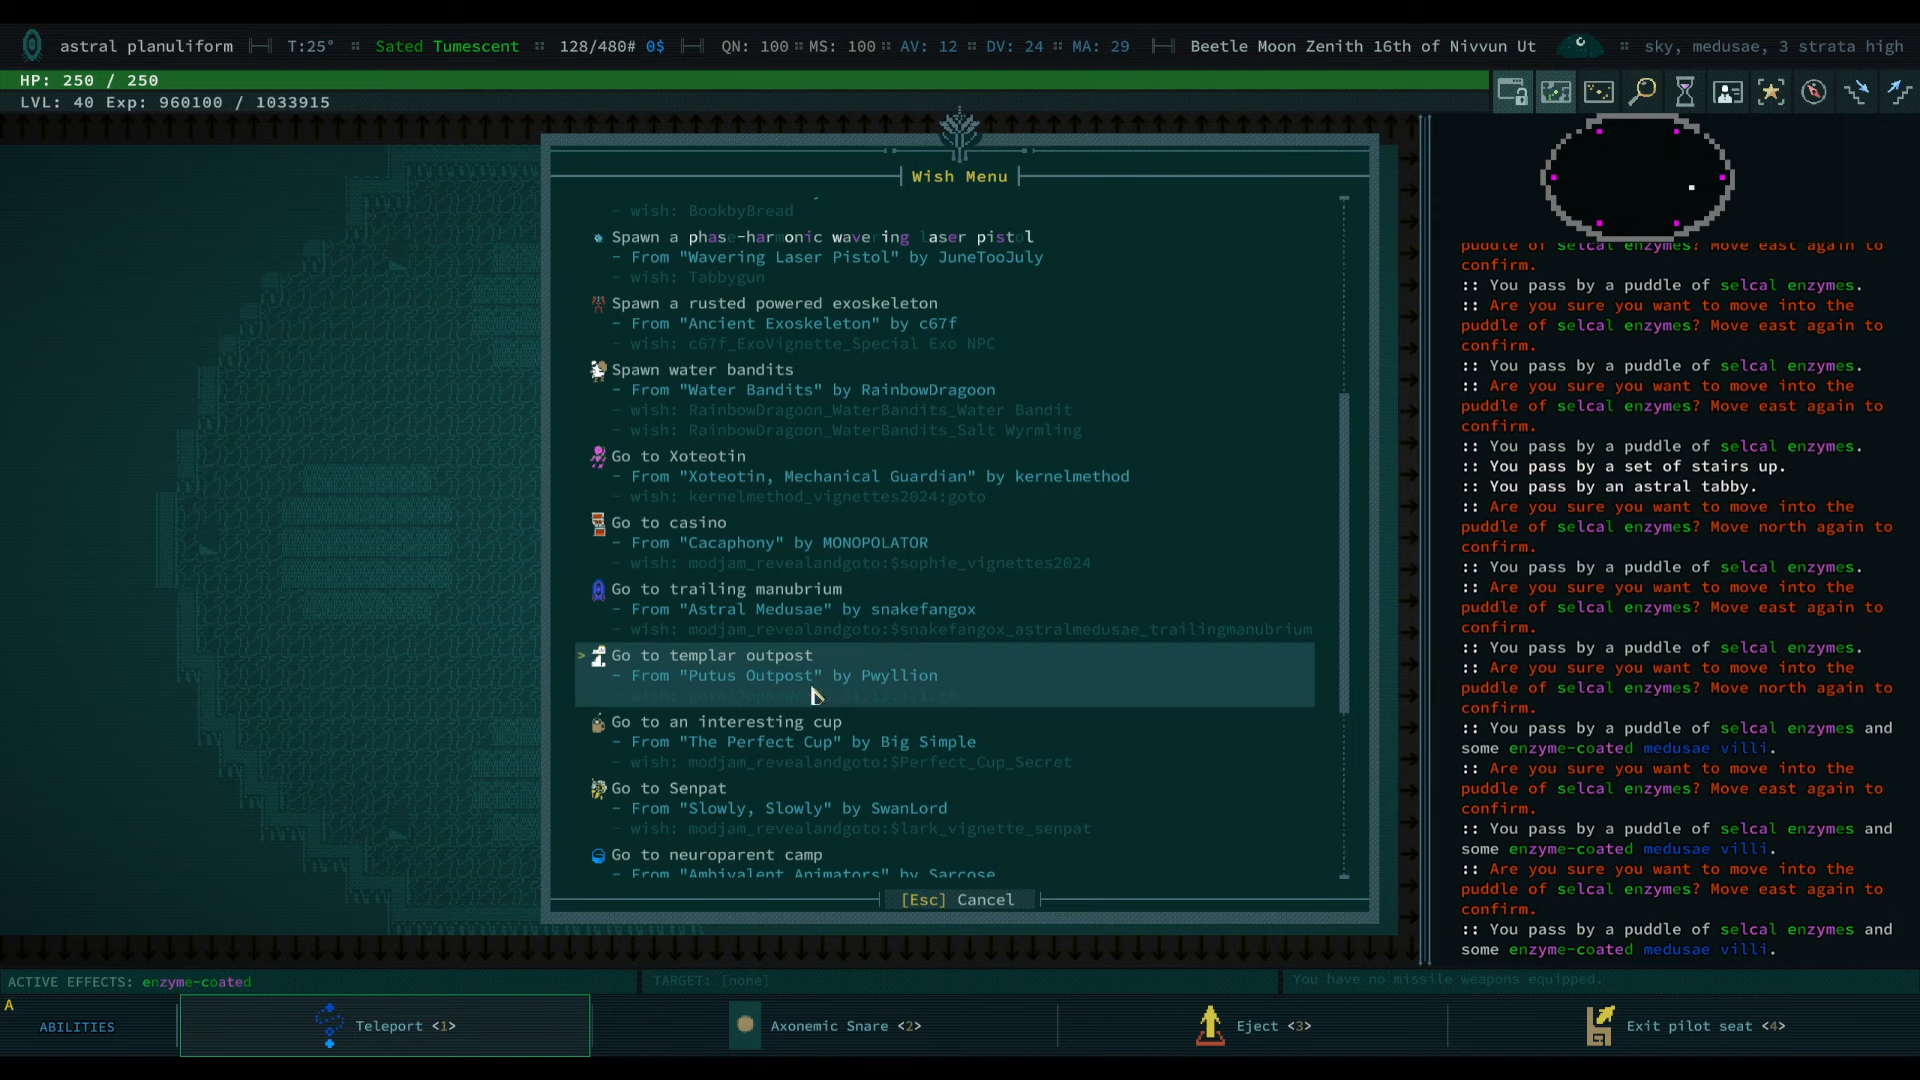 astral planuliform T:25° Sated Tumescent 128/480# 0$ QN: 100 MS: 100 AV: 12 DV: 24 MA: 29 Beetle Moon Zenith 16th of Nivvun Ut sky, medusae, 3 strata high
HP: 250 / 250
LVL: 40 Exp: 960100 / 1033915
Wish Menu
- wish: BookbyBread
Spawn a phase-harmonic wavering laser pistol
- From "Wavering Laser Pistol" by JuneTooJuly
- wish: Tabbygun
Spawn a rusted powered exoskeleton
- From "Ancient Exoskeleton" by c67f
- wish: c67f_ExoVignette_Special Exo NPC
Spawn water bandits
- From "Water Bandits" by RainbowDragoon
- wish: RainbowDragoon_WaterBandits_Water Bandit
- wish: RainbowDragoon_WaterBandits_Salt Wyrmling
Go to Xoteotin
- From "Xoteotin, Mechanical Guardian" by kernelmethod
- wish: kernelmethod_vignettes2024:goto
Go to casino
- From "Cacaphony" by MONOPOLATOR
- wish: modjam_revealandgoto:$sophie_vignettes2024
Go to trailing manubrium
- From "Astral Medusae" by snakefangox
- wish: modjam_revealandgoto:$snakefangox_astralmedusae_trailingmanubrium
> Go to templar outpost
- From "Putus Outpost" by Pwyllion
- wish:
Go to an interesting cup
- From "The Perfect Cup" by Big Simple
- wish: modjam_revealandgoto:$Perfect_Cup_Secret
Go to Senpat
- From "Slowly, Slowly" by SwanLord
- wish: modjam_revealandgoto:$lark_vignette_senpat
Go to neuroparent camp
- From "Ambivalent Animators" by Sarcose
[Esc] Cancel
puddle of selcal enzymes? Move east again to
confirm.
:: You pass by a puddle of selcal enzymes.
:: Are you sure you want to move into the
puddle of selcal enzymes? Move east again to
confirm.
:: You pass by a puddle of selcal enzymes.
:: Are you sure you want to move into the
puddle of selcal enzymes? Move east again to
confirm.
:: You pass by a puddle of selcal enzymes.
:: You pass by a set of stairs up.
:: You pass by an astral tabby.
:: Are you sure you want to move into the
puddle of selcal enzymes? Move north again to
confirm.
:: You pass by a puddle of selcal enzymes.
:: Are you sure you want to move into the
puddle of selcal enzymes? Move east again to
confirm.
:: You pass by a puddle of selcal enzymes.
:: Are you sure you want to move into the
puddle of selcal enzymes? Move north again to
confirm.
:: You pass by a puddle of selcal enzymes and
some enzyme-coated medusae villi.
:: Are you sure you want to move into the
puddle of selcal enzymes? Move east again to
confirm.
:: You pass by a puddle of selcal enzymes and
some enzyme-coated medusae villi.
:: Are you sure you want to move into the
puddle of selcal enzymes? Move east again to
confirm.
:: You pass by a puddle of selcal enzymes and
some enzyme-coated medusae villi.
ACTIVE EFFECTS: enzyme-coated TARGET: [none] You have no missile weapons equipped.
A
ABILITIES Teleport <1> Axonemic Snare <2> Eject <3> Exit pilot seat <4>